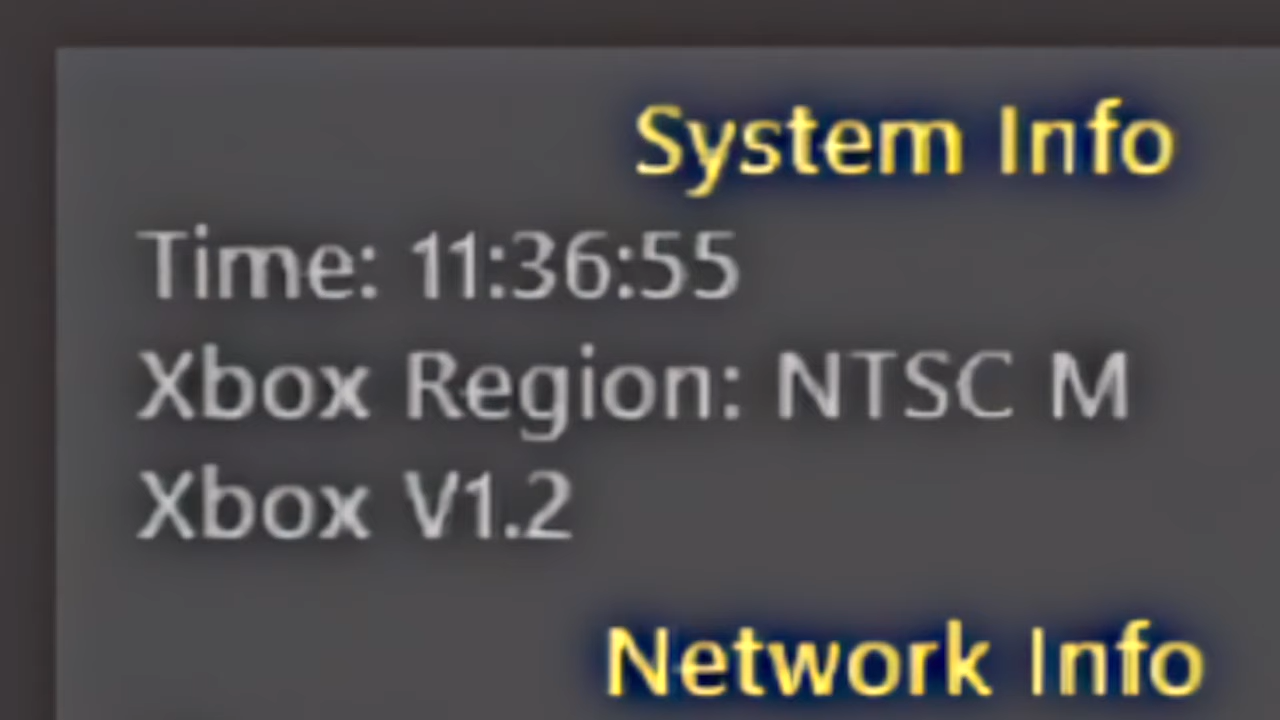 System Info
Time: 11:36:55
Xbox Region: NTSC M
Xbox V1.2
Network Info